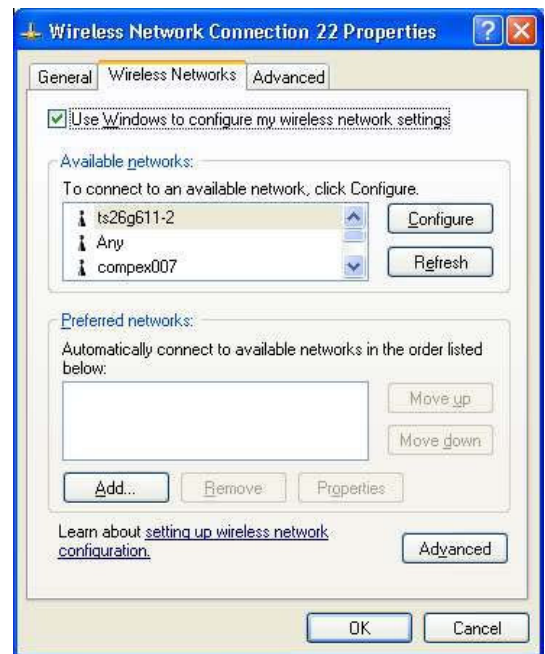 Wireless Network Connection 22 Properties
General
Wireless Networks
Advanced
Use Windows to configure my wireless network settings
Available networks:
To connect to an available network, click Configure.
ts26g611-2
Any
compex007
Configure
Refresh
Preferred networks:
Automatically connect to available networks in the order listed
below:
Move up
Move down
Add...
Remove
Properties
Learn about setting up wireless network
configuration.
Advanced
OK
Cancel